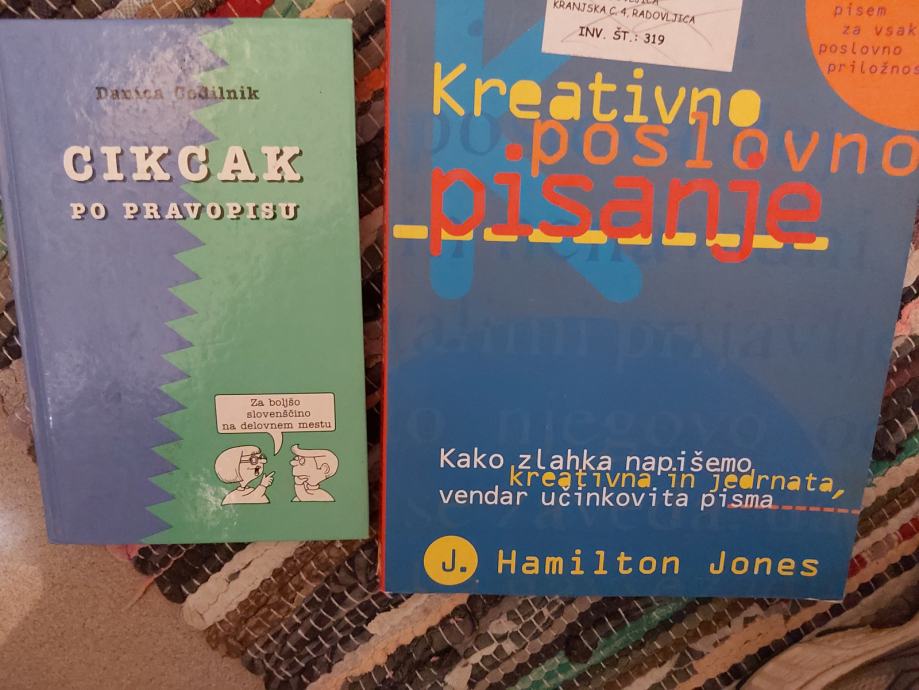 Danica Godilnik
CIKCAK
PO PRAVOPISU
Za boljšo
slovenščino
na delovnem mestu
KRANJSKA C. 4, RADOVLJICA
INV. ŠT.: 319
pisem
za vsak
poslovno
priložnos
Kreativno
poslovno
pisanje
Kako zlahka napišemo
kreativna in jedrnata,
vendar učinkovita pisma
J. Hamilton Jones